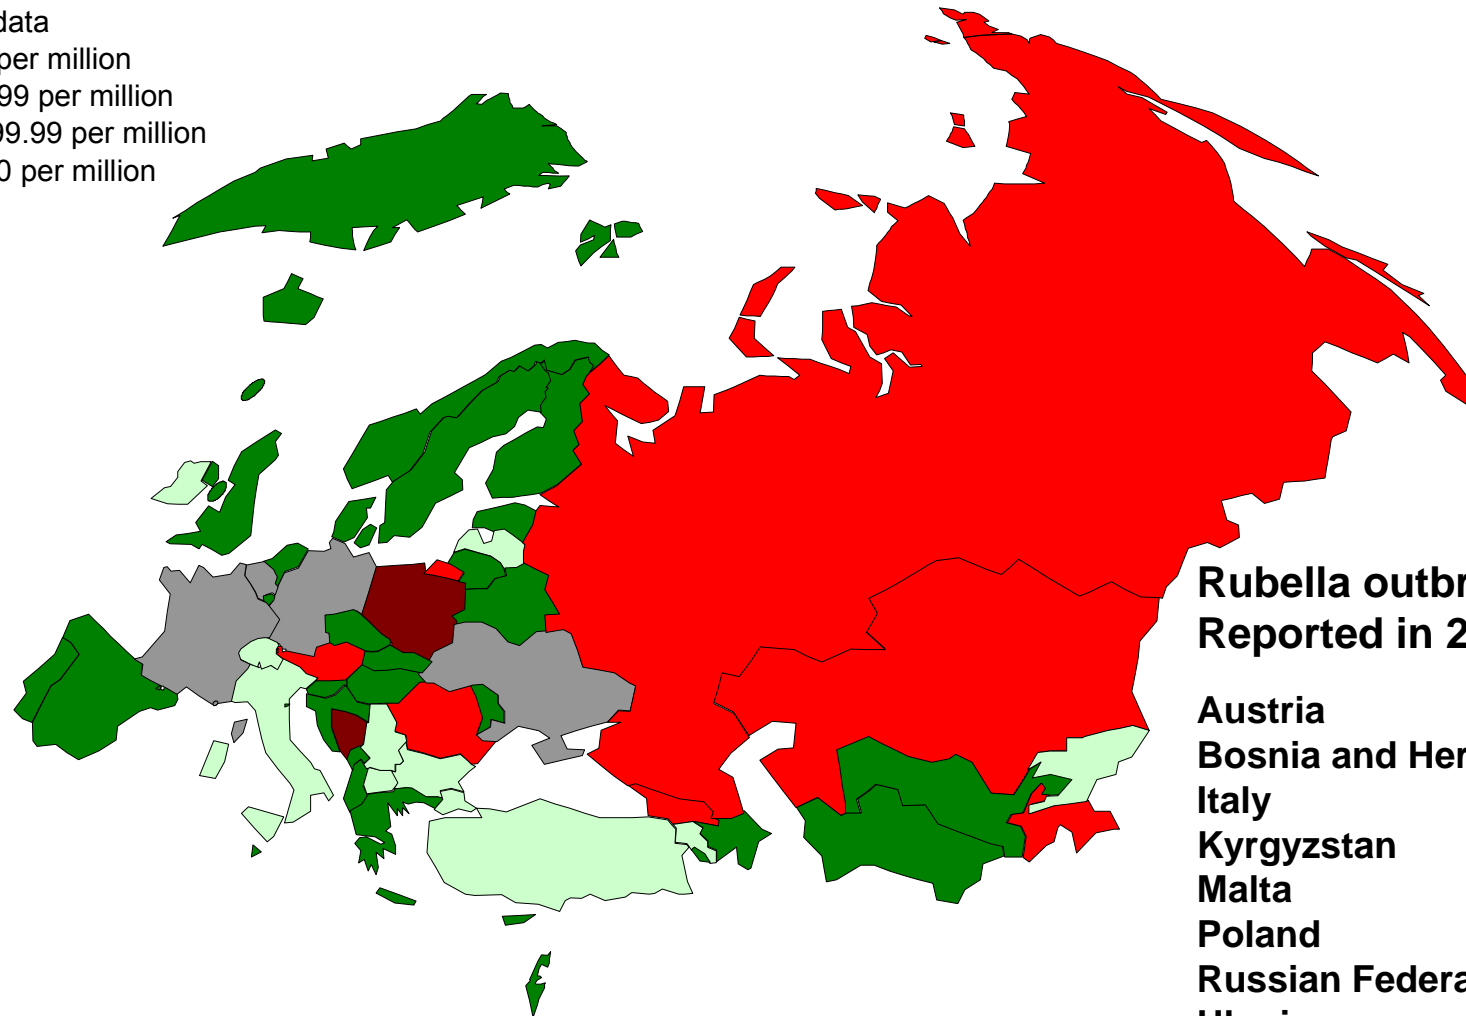 data
per million
99 per million
99.99 per million
0 per million
Rubella outbr
Reported in 2
Austria
Bosnia and Her
Italy
Kyrgyzstan
Malta
Poland
Russian Federa